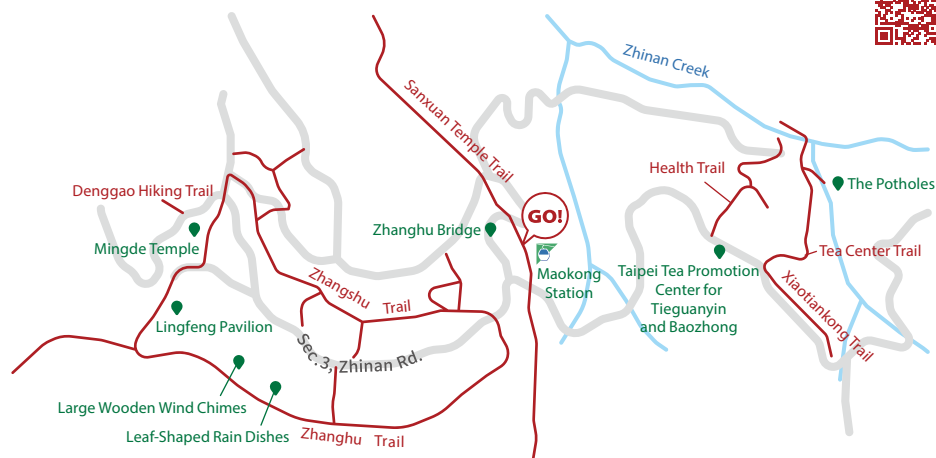 Zhinan Creek
Sanxuan Temple Trail
Health Trail
The Potholes
Denggao Hiking Trail
GO!
Zhanghu Bridge
Mingde Temple
Tea Center Trail
Maokong
Station
Taipei Tea Promotion
Center for
Tieguanyin
and Baozhong
Zhangshu Trail
Xiaotiankong Trail
Lingfeng Pavilion
Sec.3, Zhinan Rd.
Large Wooden Wind Chimes
Leaf-Shaped Rain Dishes
Zhanghu Trail